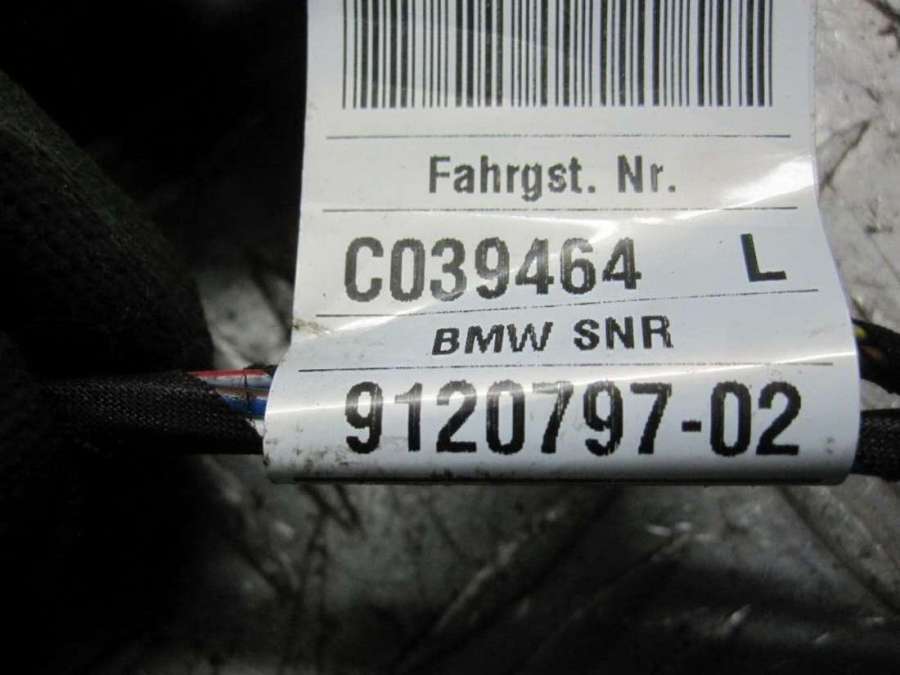 Fahrgst. Nr.
C039464 L
BMW SNR
9120797-02